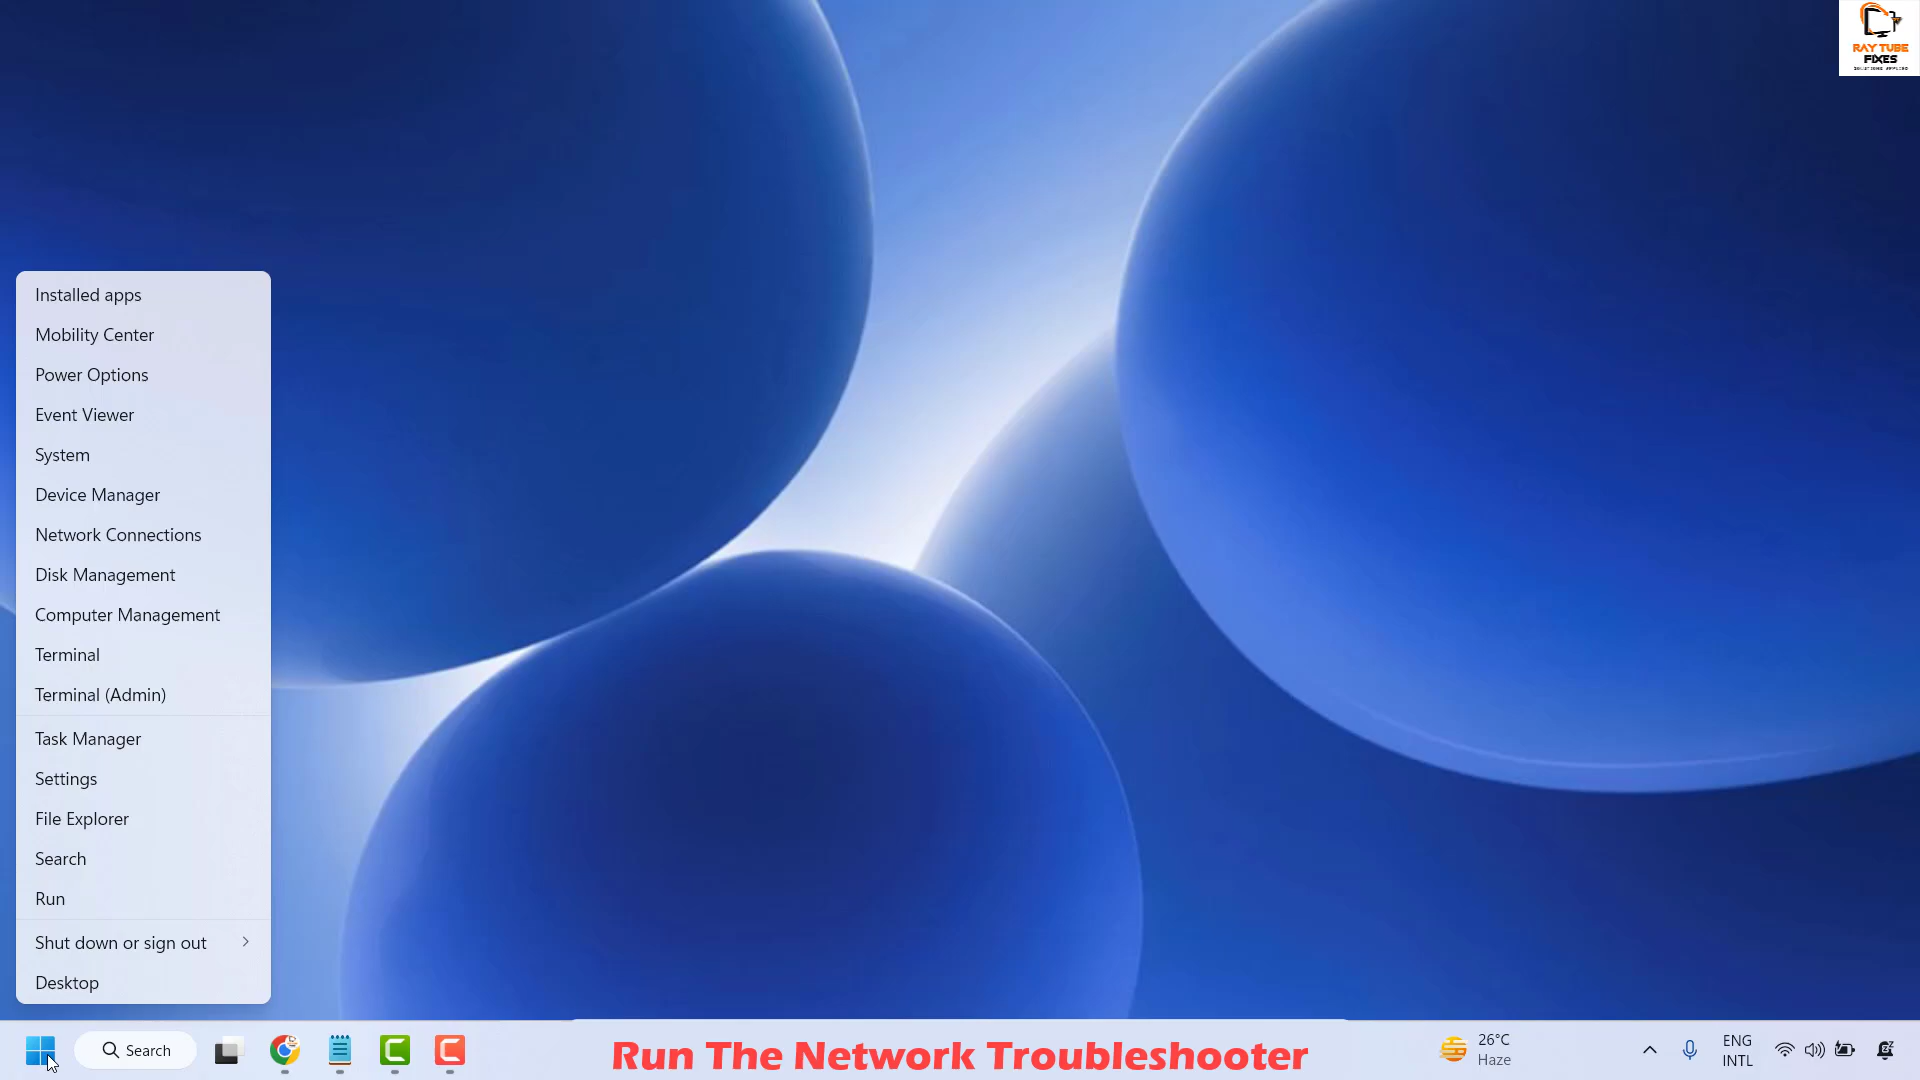 RAY TUBE
FIXES
SOLUTIONS APPLIED
Installed apps
Mobility Center
Power Options
Event Viewer
System
Device Manager
Network Connections
Disk Management
Computer Management
Terminal
Terminal (Admin)
Task Manager
Settings
File Explorer
Search
Run
Shut down or sign out
Desktop
Search
Run The Network Troubleshooter
26°C
Haze
ENG
INTL